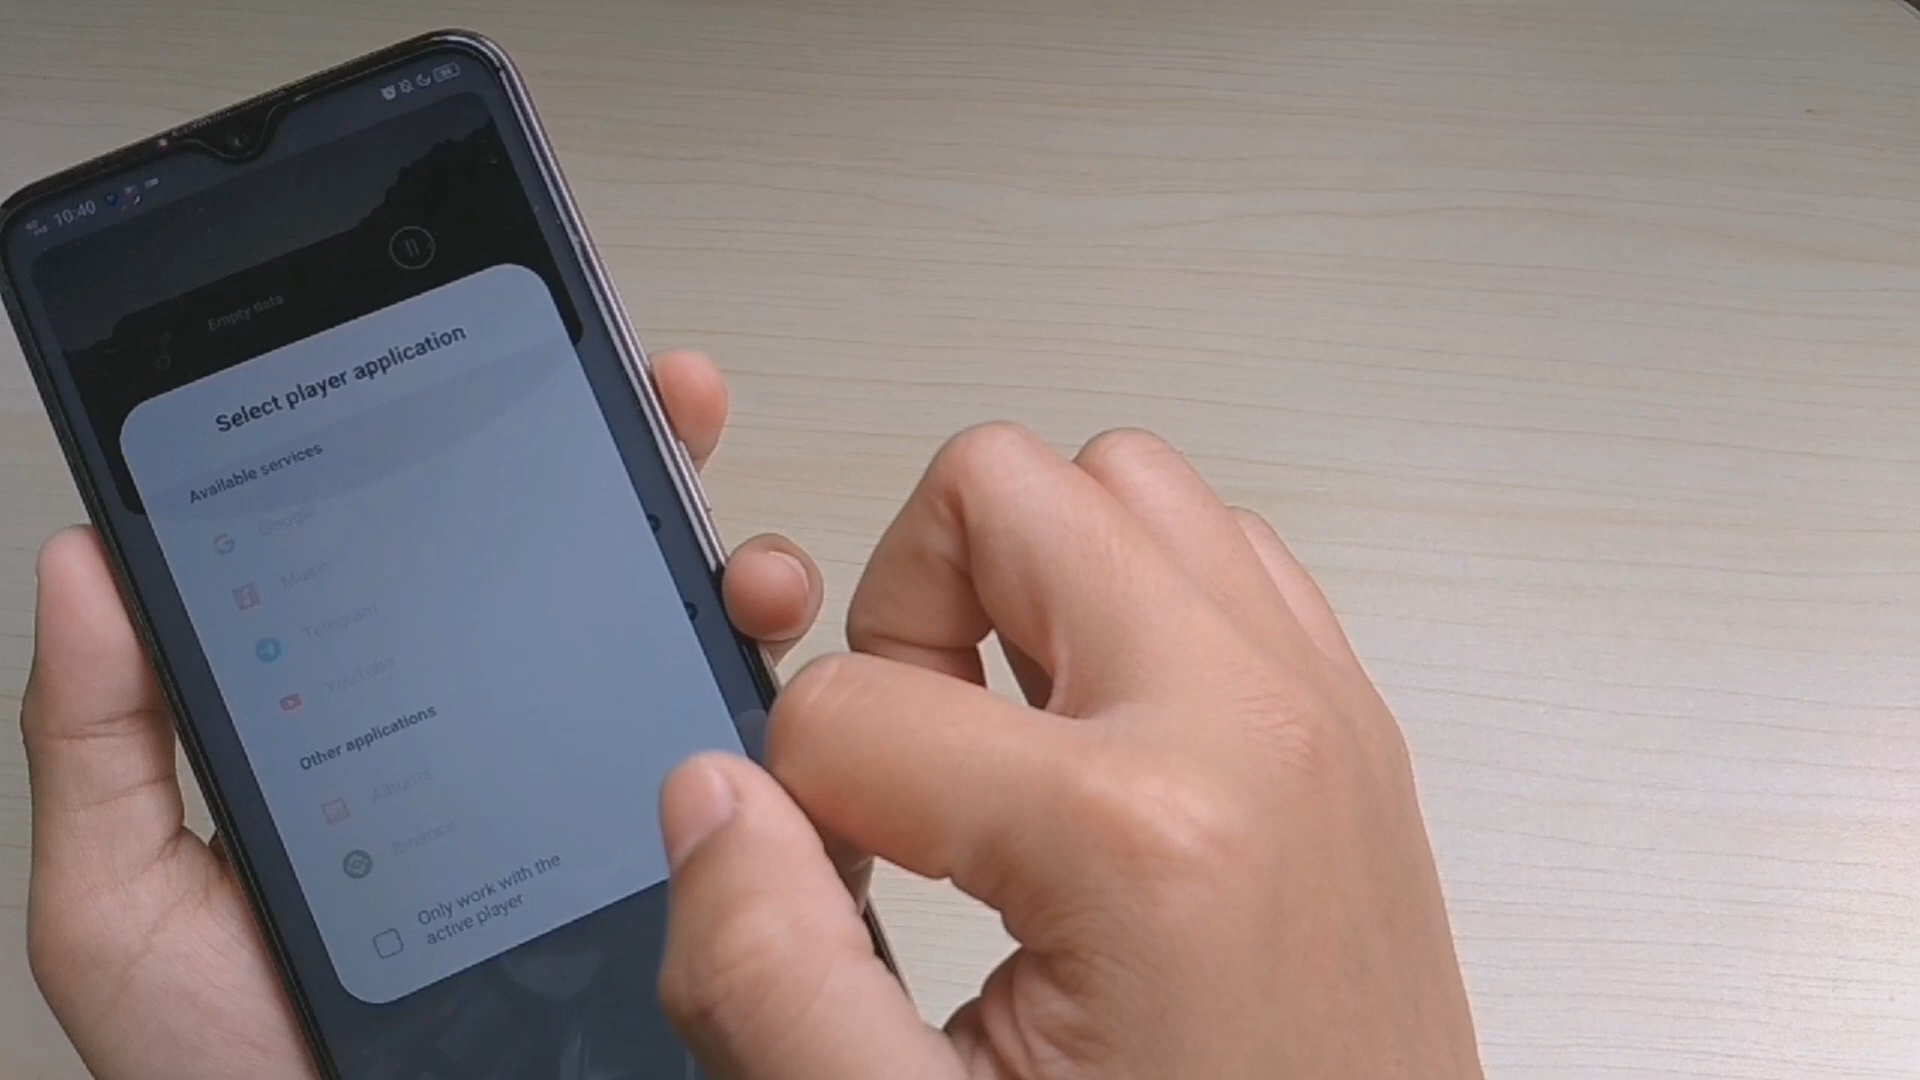 10:40
Empty data
Select player application
Available services
Google
Music
Telegram
YouTube
Other applications
Albums
Binance
Only work with the
active player